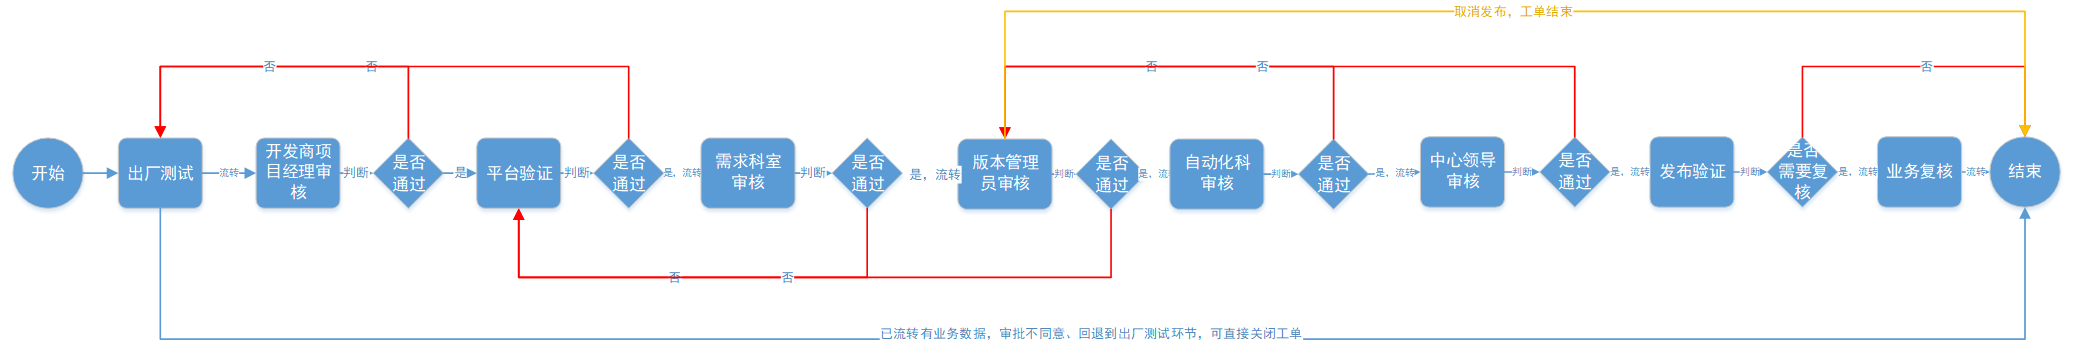 取消发布，工单结束
否
否
否
否
否
开始
出厂测试
流转
开发商项
目经理审
核
判断
是否
通过
是
平台验证
判断
是否
通过
是，流转
需求科室
审核
判断
是否
通过
是，流转
版本管理
员审核
判断
是否
通过
是，流
自动化科
审核
判断
是否
通过
是，流转
中心领导
审核
判断
是否
通过
是，流转
发布验证
判断
是否
需要复
核
是，流转
业务复核
流转
结束
否
否
已流转有业务数据，审批不同意、回退到出厂测试环节，可直接关闭工单